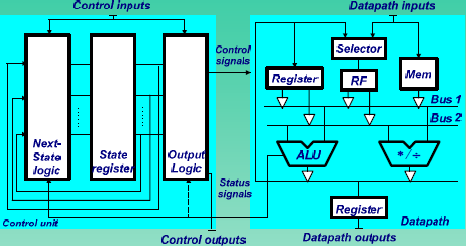 Control inputs
Datapath inputs
Control
signals
Selector
Register
RF
Mem
Bus 1
Bus 2
Next-
State
logic
State
register
Output
Logic
ALU
*/÷
Status
signals
Register
Control unit
Datapath
Control outputs
Datapath outputs